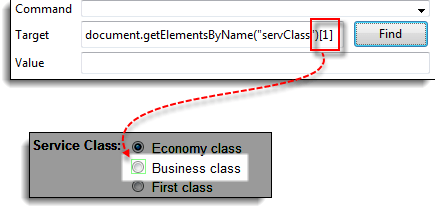 Command
Target document.getElementsByName("servClass")[1] Find
Value
Service Class: Economy class
Business class
First class